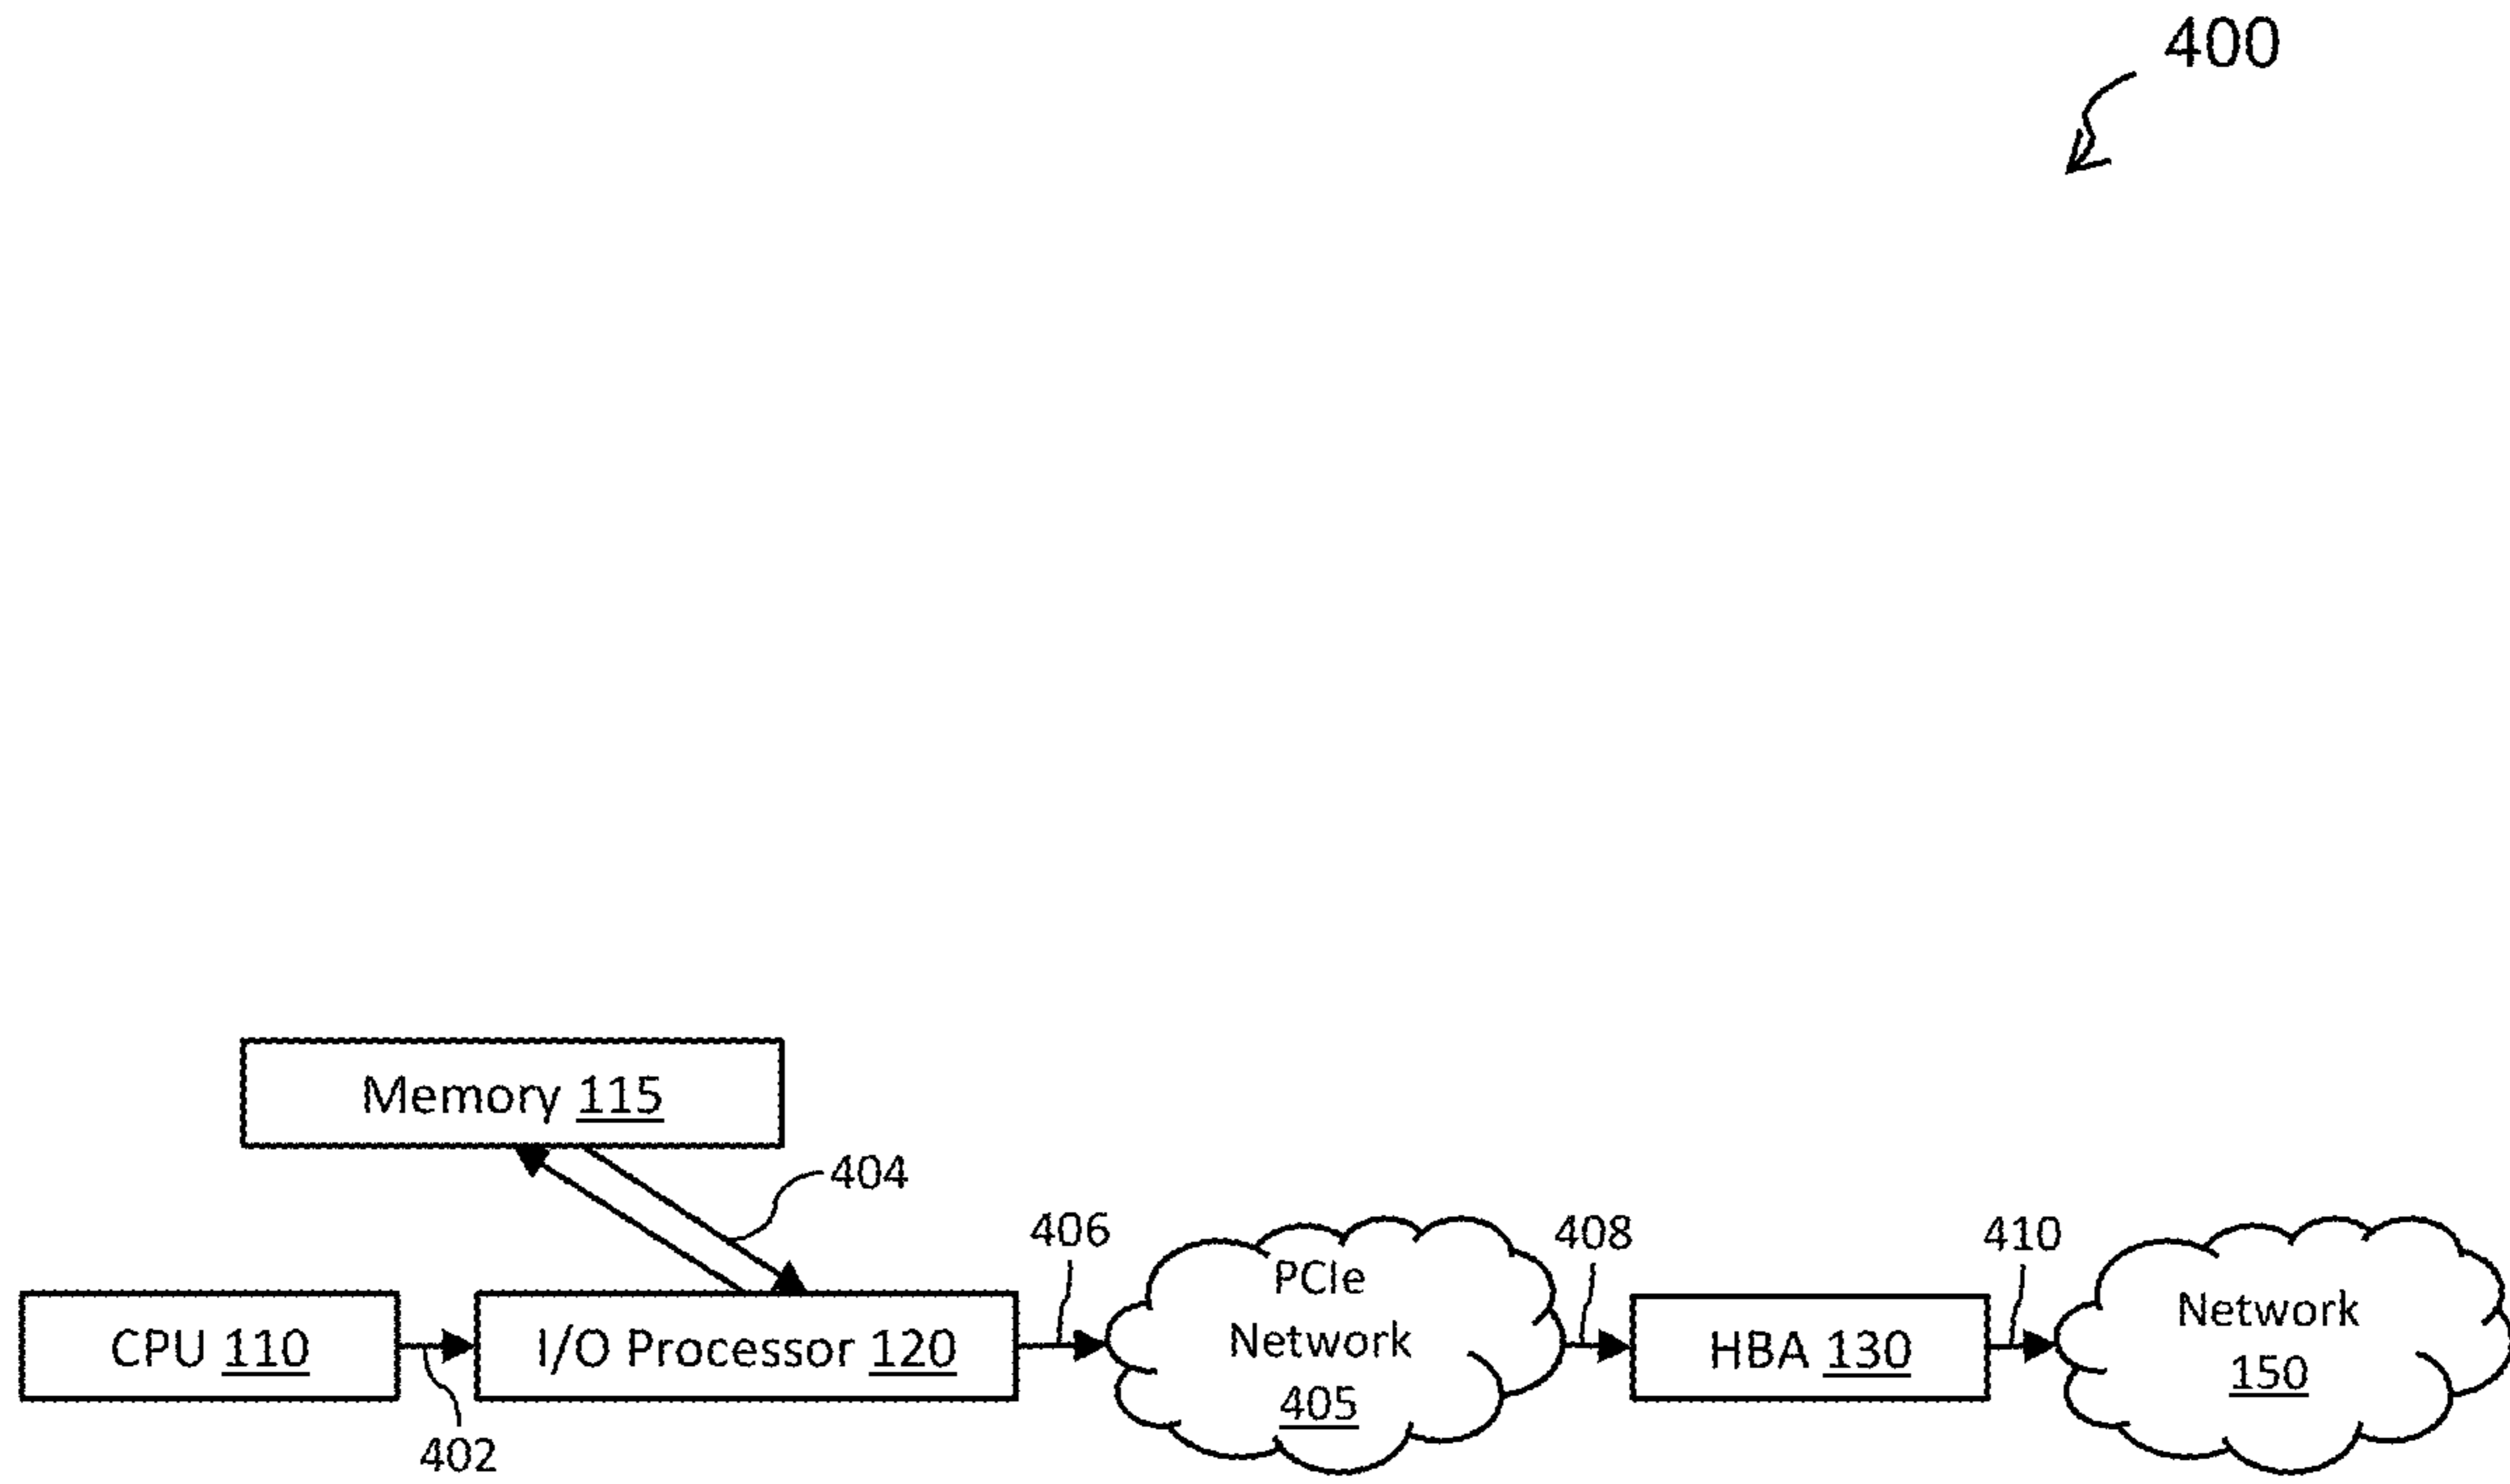 400
Memory 115
404
406
408
410
PCIe
Network
405
Network
150
CPU 110
I/O Processor 120
HBA 130
402